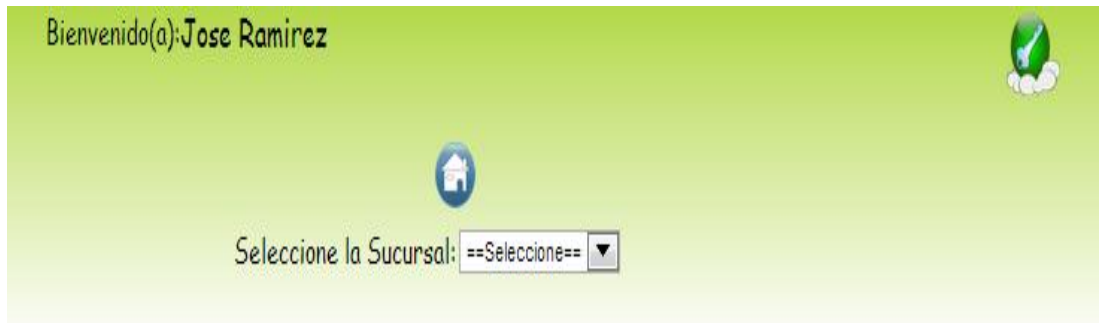 Bienvenido(a):Jose Ramirez
Seleccione la Sucursal: ==Seleccione==